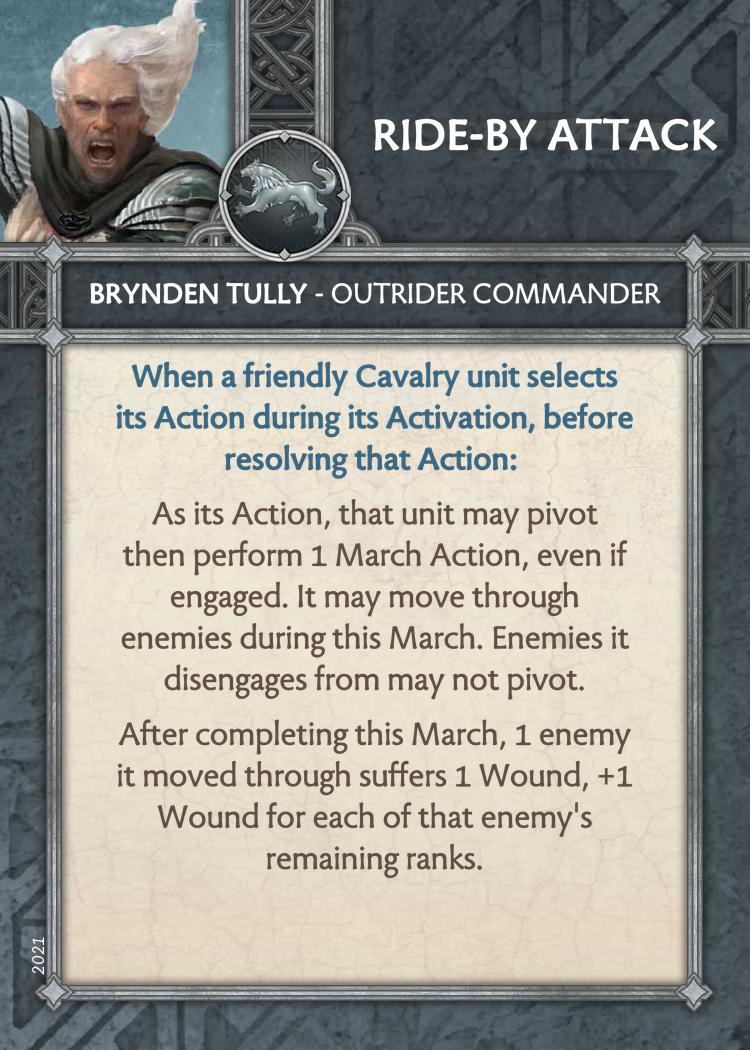 RIDE-BY ATTACK
BRYNDEN TULLY - OUTRIDER COMMANDER
When a friendly Cavalry unit selects
its Action during its Activation, before
resolving that Action:
As its Action, that unit may pivot
then perform 1 March Action, even if
engaged. It may move through
enemies during this March. Enemies it
disengages from may not pivot.
After completing this March, 1 enemy
it moved through suffers 1 Wound, +1
Wound for each of that enemy's
remaining ranks.
2021